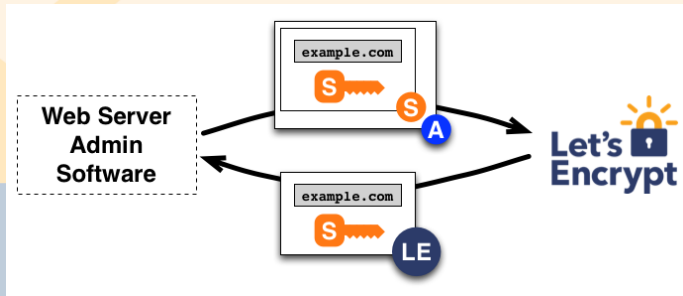 example.com
S
S
A
Web Server
Admin
Software
Let's
Encrypt
example.com
S
LE